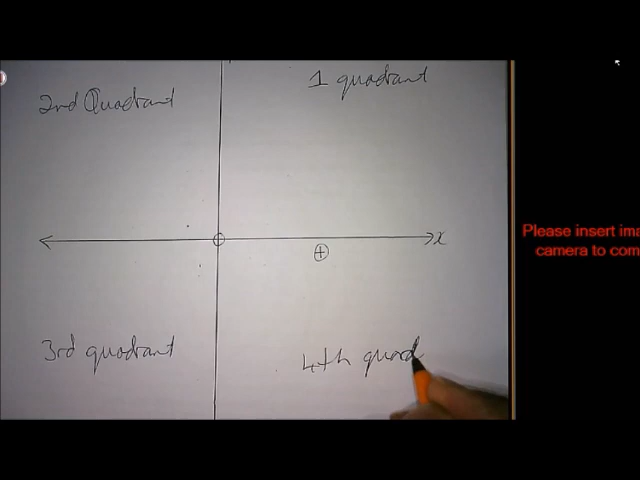 1 quadrant
2nd Quadrant
x
+
Please insert ima
camera to com
3rd quadrant
4th quad